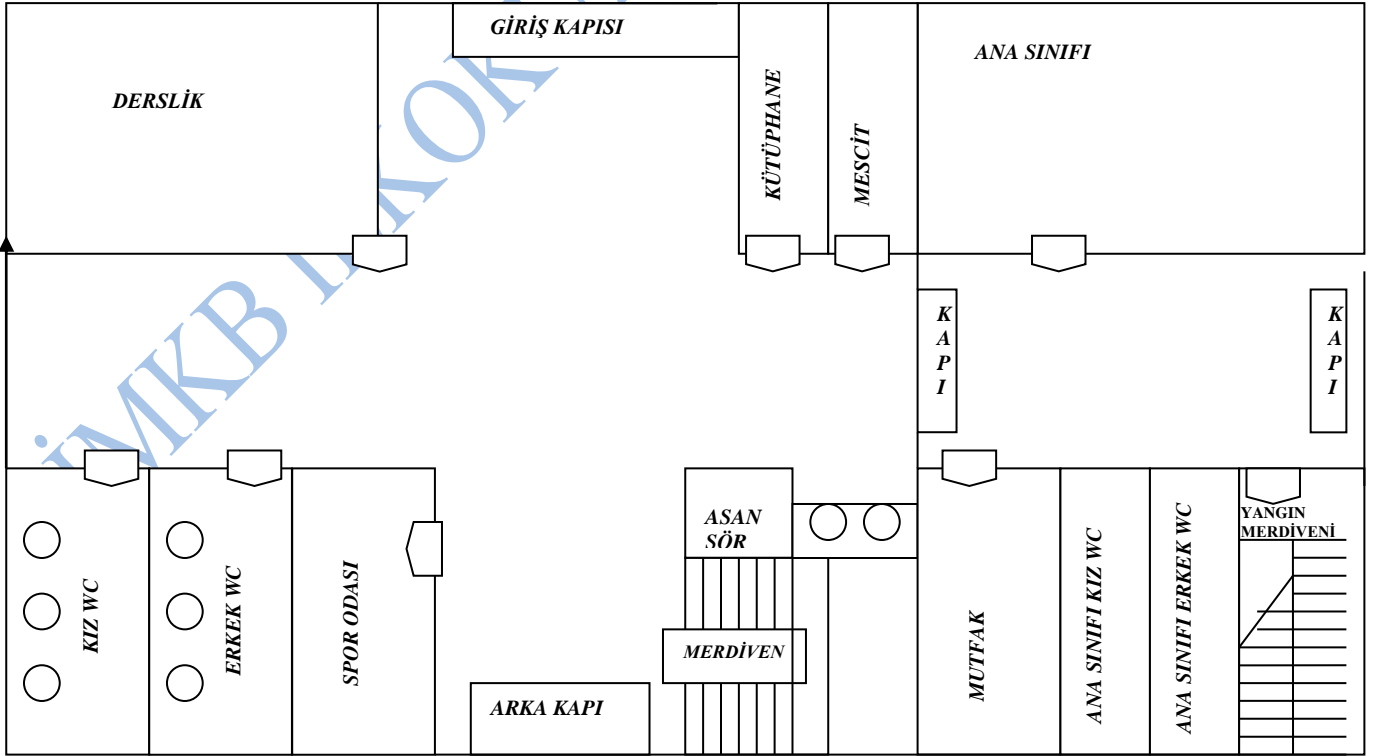 GİRİŞ KAPISI
ANA SINIFI
DERSLİK
KÜTÜPHANE
MESCİT
K
A
P
I
K
A
P
I
ASAN
SÖR
YANGIN
MERDİVENİ
KIZ WC
ERKEK WC
SPOR ODASI
MERDİVEN
ARKA KAPI
MUTFAK
ANA SINIFI KIZ WC
ANA SINIFI ERKEK WC
İMKB